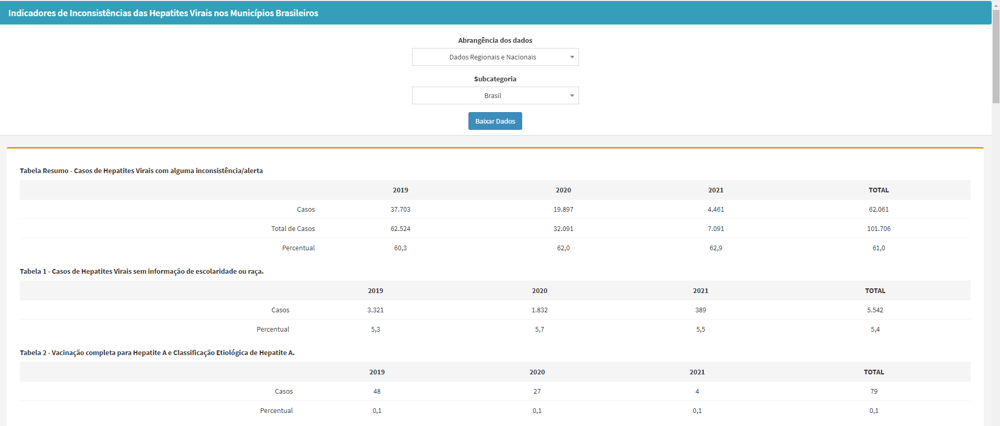 Indicadores de Inconsistências das Hepatites Virais nos Municípios Brasileiros
Abrangência dos dados
Dados Regionais e Nacionais
Subcategoria
Brasil
Baixar Dados
Tabela Resumo - Casos de Hepatites Virais com alguma inconsistência/alerta
2019 2020 2021 TOTAL
Casos 37.703 19.897 4.461 62.061
Total de Casos 62.524 32.091 7.091 101.706
Percentual 60,3 62,0 62,9 61,0
Tabela 1 - Casos de Hepatites Virais sem informação de escolaridade ou raça.
2019 2020 2021 TOTAL
Casos 3.321 1.832 389 5.542
Percentual 5,3 5,7 5,5 5,4
Tabela 2 - Vacinação completa para Hepatite A e Classificação Etiológica de Hepatite A.
2019 2020 2021 TOTAL
Casos 48 27 4 79
Percentual 0,1 0,1 0,1 0,1